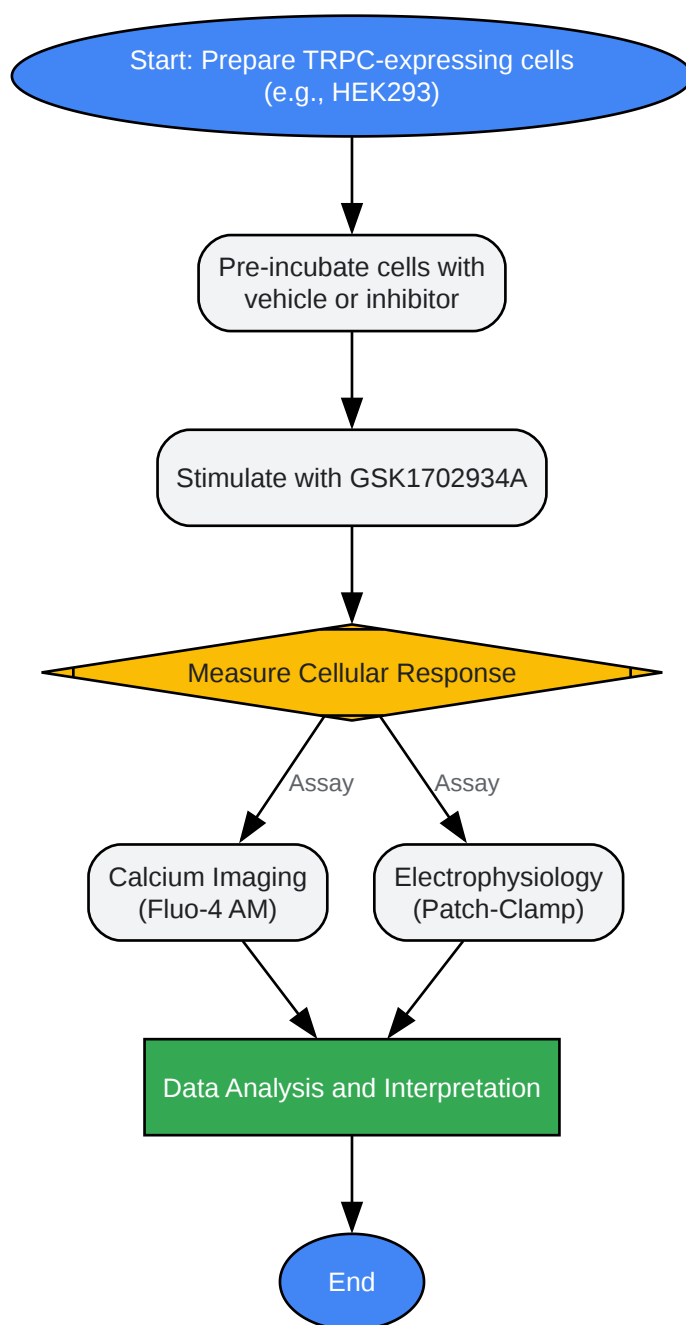 Start: Prepare TRPC-expressing cells
(e.g., HEK293)
Pre-incubate cells with
vehicle or inhibitor
Stimulate with GSK1702934A
Measure Cellular Response
Assay
Assay
Calcium Imaging
(Fluo-4 AM)
Electrophysiology
(Patch-Clamp)
Data Analysis and Interpretation
End